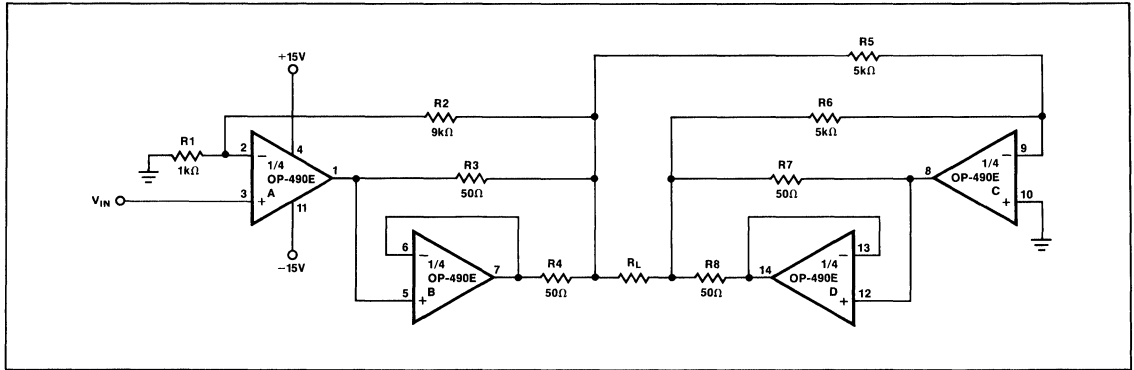 +15V
R5
5kΩ
R2
9kΩ
R6
5kΩ
R1
1kΩ
2
−
4
1/4
OP-490E
A
1
3
+
11
VIN
−15V
R3
50Ω
R7
50Ω
8
9
−
1/4
OP-490E
C
10
+
6
−
1/4
OP-490E
B
7
5
+
R4
50Ω
RL
R8
50Ω
14
13
−
1/4
OP-490E
D
12
+